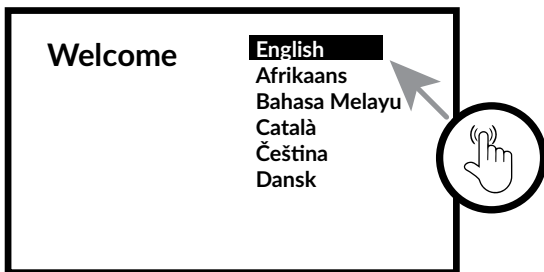 Welcome
English
Afrikaans
Bahasa Melayu
Català
Čeština
Dansk